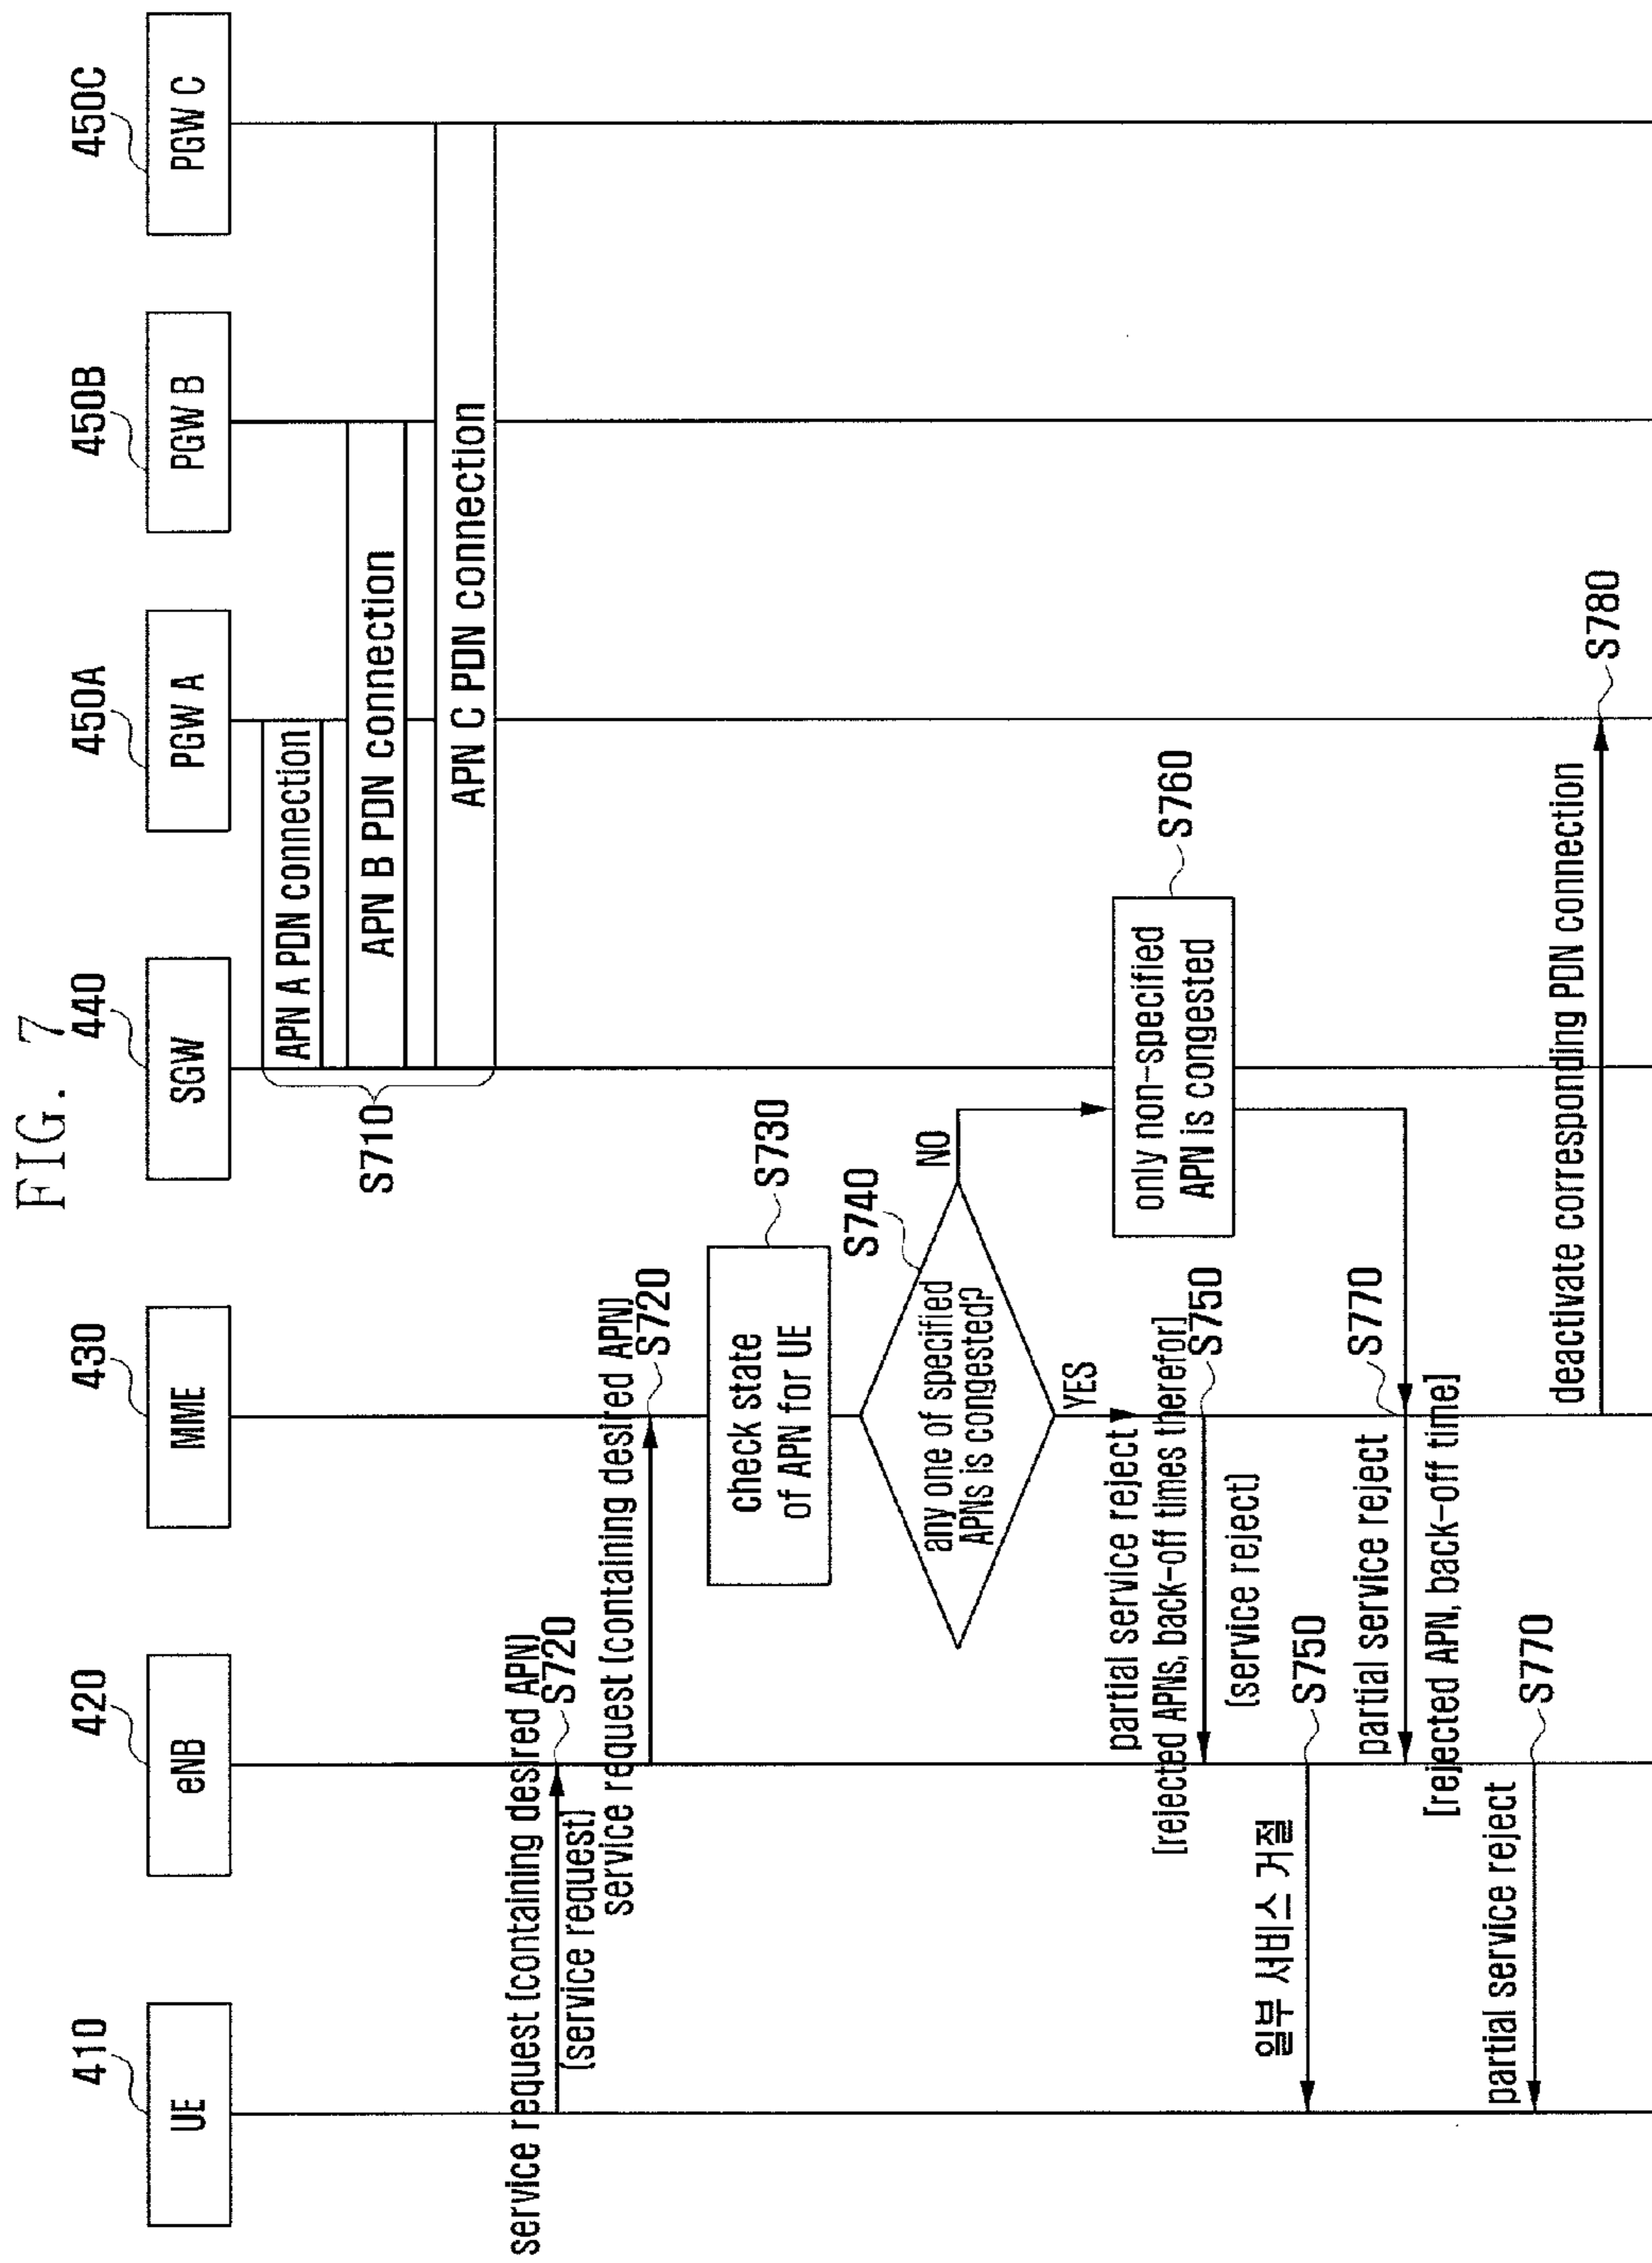 FIG. 7
410
420
430
440
450A
450B
450C
UE
eNB
MME
SGW
PGW A
PGW B
PGW C
APN A PDN connection
APN B PDN connection
APN C PDN connection
S710
service request (containing desired APN)
S720
(service request)
service request (containing desired APN)
S720
check state
of APN for UE
S730
S740
any one of specified
APNs is congested?
NO
YES
only non-specified
APN is congested
S760
partial service reject
[rejected APNs, back-off times therefor]
S750
(service reject)
S750
일부 서비스 거절
S770
partial service reject
[rejected APN, back-off time]
S770
partial service reject
deactivate corresponding PDN connection
S780